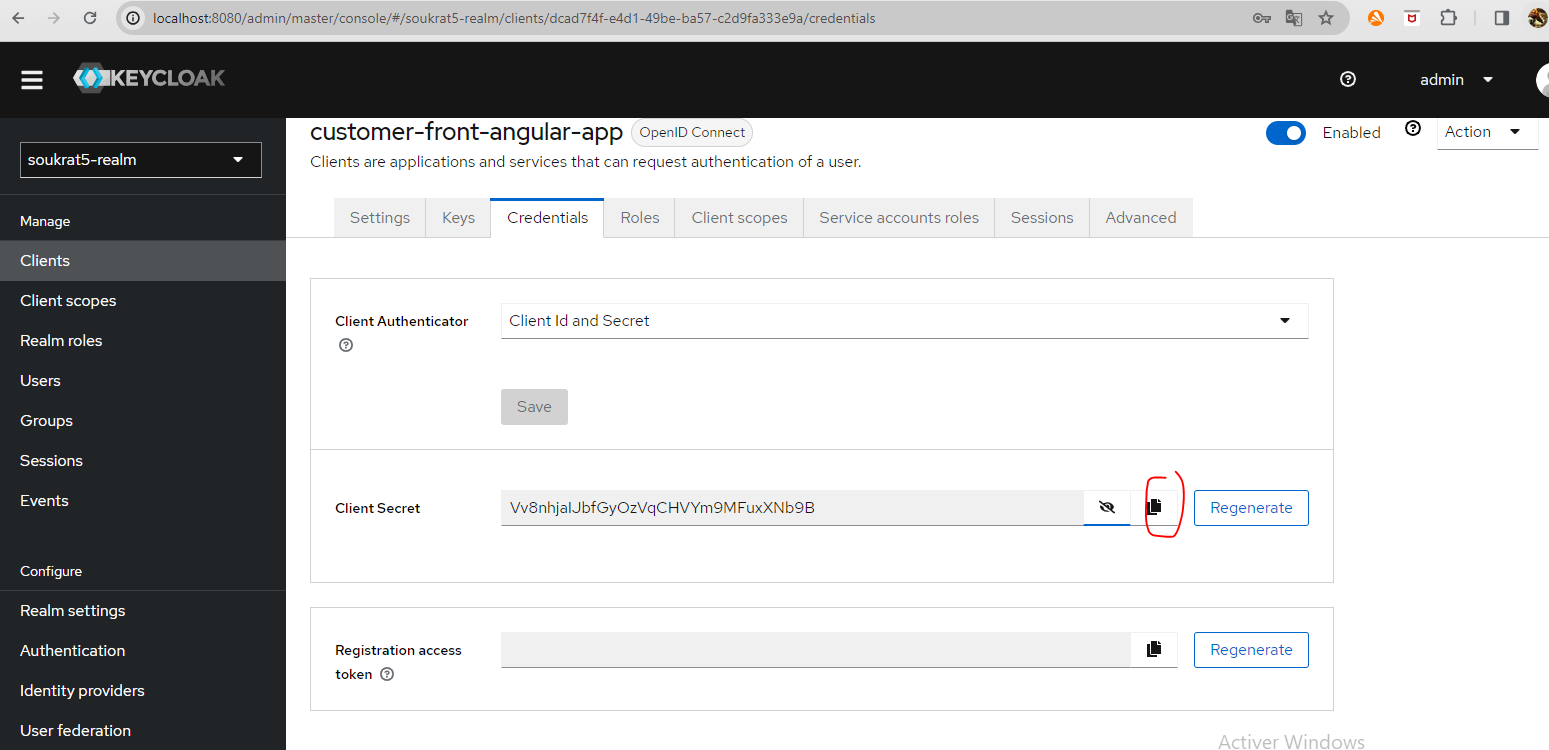 localhost:8080/admin/master/console/#/soukrat5-realm/clients/dcad7f4f-e4d1-49be-ba57-c2d9fa333e9a/credentials
KEYCLOAK
admin
customer-front-angular-app OpenID Connect
Enabled
Action
Clients are applications and services that can request authentication of a user.
soukrat5-realm
Manage
Clients
Client scopes
Realm roles
Users
Groups
Sessions
Events
Configure
Realm settings
Authentication
Identity providers
User federation
Settings Keys Credentials Roles Client scopes Service accounts roles Sessions Advanced
Client Authenticator
Client Id and Secret
Save
Client Secret
Vv8nhjaIJbfGyOzVqCHVYm9MFuxXNb9B
Regenerate
Registration access
token
Regenerate
Activer Windows